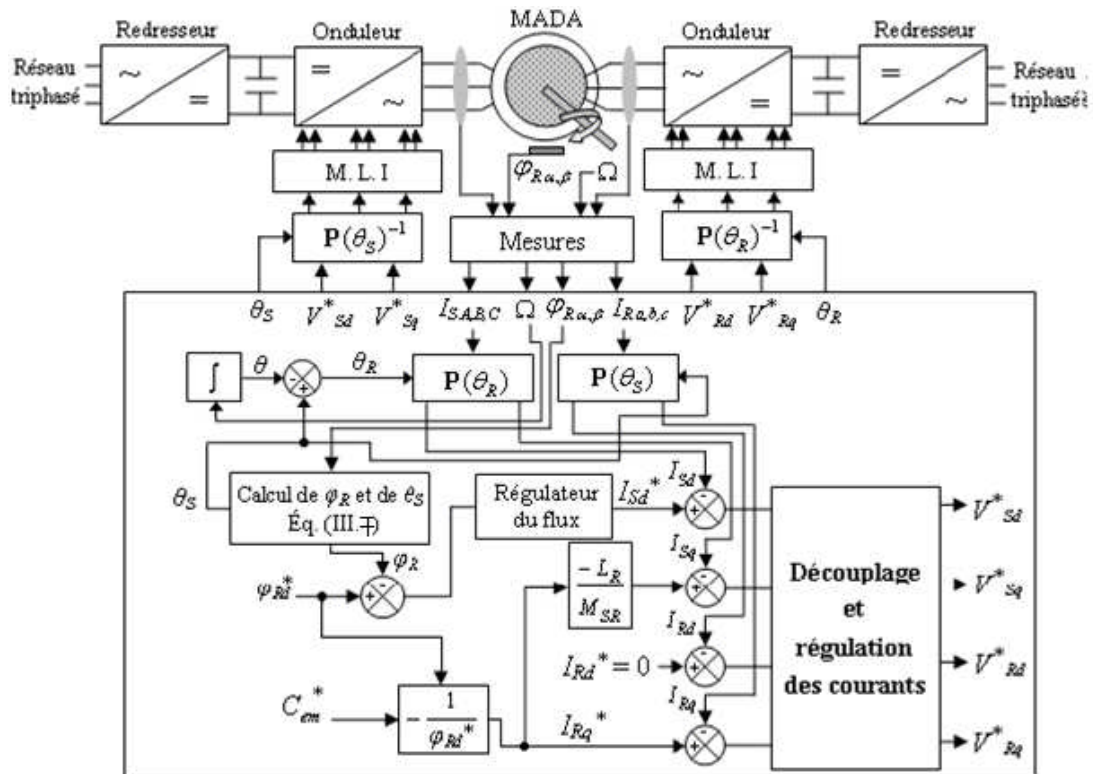 MADA
Redresseur
Onduleur
Onduleur
Redresseur
Réseau
triphasé
~
=
=
~
~
=
=
~
Réseau
triphasé
φRα,β
Ω
M. L. I
M. L. I
P(θS)⁻¹
Mesures
P(θR)⁻¹
θS
V*Sd
V*Sq
ISA,B,C
Ω
φRα,β
IRa,b,c
V*Rd
V*Rq
θR
∫
θ
-
+
θR
P(θR)
P(θS)
θS
Calcul de φR et de θS
Éq. (III.
Régulateur
du flux
ISd*
ISd
+
-
V*Sd
φR
φRd*
+
-
- LR
MSR
ISq
+
-
Découplage
et
régulation
des courants
V*Sq
IRd
IRd* = 0
+
-
V*Rd
Cem*
- 1
φRd*
IRq*
IRq
+
-
V*Rq